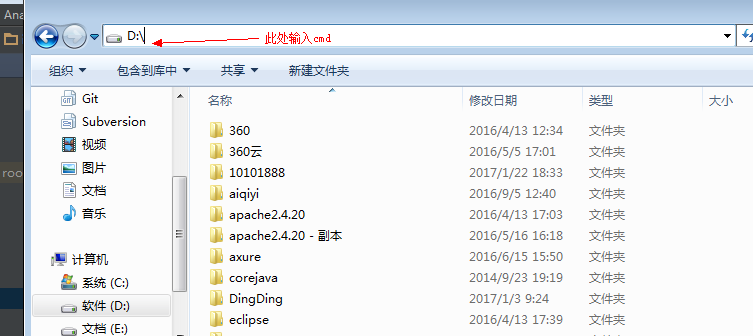 Ana
D:\ 此处输入cmd
组织 包含到库中 共享 新建文件夹
Git
Subversion
视频
图片
文档
音乐
计算机
系统 (C:)
软件 (D:)
文档 (E:)
roo
名称 修改日期 类型 大小
360 2016/4/13 12:34 文件夹
360云 2016/5/5 17:01 文件夹
10101888 2017/1/22 18:33 文件夹
aiqiyi 2016/9/5 12:40 文件夹
apache2.4.20 2016/4/13 17:03 文件夹
apache2.4.20 - 副本 2016/5/16 16:18 文件夹
axure 2016/6/15 15:50 文件夹
corejava 2014/9/23 19:19 文件夹
DingDing 2017/1/3 9:24 文件夹
eclipse 2016/4/13 17:39 文件夹